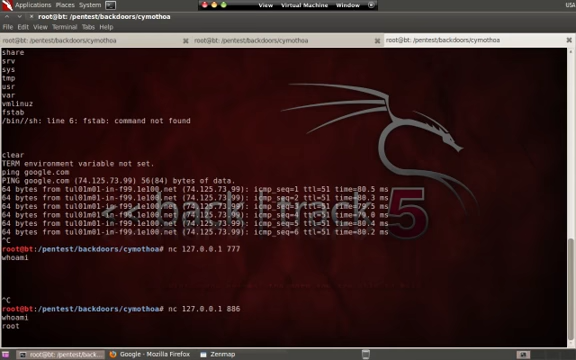 Applications Places System
View Virtual Machine Window
USA
root@bt: /pentest/backdoors/cymothoa
File Edit View Terminal Tabs Help
root@bt: /pentest/backdoors/cymothoa
root@bt: /pentest/backdoors/cymothoa
root@bt: /pentest/backdoors/cymothoa
share
srv
sys
tmp
usr
var
vmlinuz
fstab
/bin//sh: line 6: fstab: command not found
clear
TERM environment variable not set.
ping google.com
PING google.com (74.125.73.99) 56(84) bytes of data.
64 bytes from tul01m01-in-f99.1e100.net (74.125.73.99): icmp_seq=1 ttl=51 time=80.5 ms
64 bytes from tul01m01-in-f99.1e100.net (74.125.73.99): icmp_seq=2 ttl=51 time=80.3 ms
64 bytes from tul01m01-in-f99.1e100.net (74.125.73.99): icmp_seq=3 ttl=51 ms
64 bytes from tul01m01-in-f99.1e100.net (74.125.73.99): icmp_seq=4 ttl=51 ms
64 bytes from tul01m01-in-f99.1e100.net (74.125.73.99): icmp_seq=5 ttl=51 time=80.4 ms
64 bytes from tul01m01-in-f99.1e100.net (74.125.73.99): icmp_seq=6 ttl=51 time=80.2 ms
<< back | track 5
^C
root@bt:/pentest/backdoors/cymothoa# nc 127.0.0.1 777
whoami
^C
root@bt:/pentest/backdoors/cymothoa# nc 127.0.0.1 886
whoami
root
root@bt: /pentest/back...
Google - Mozilla Firefox
Zenmap